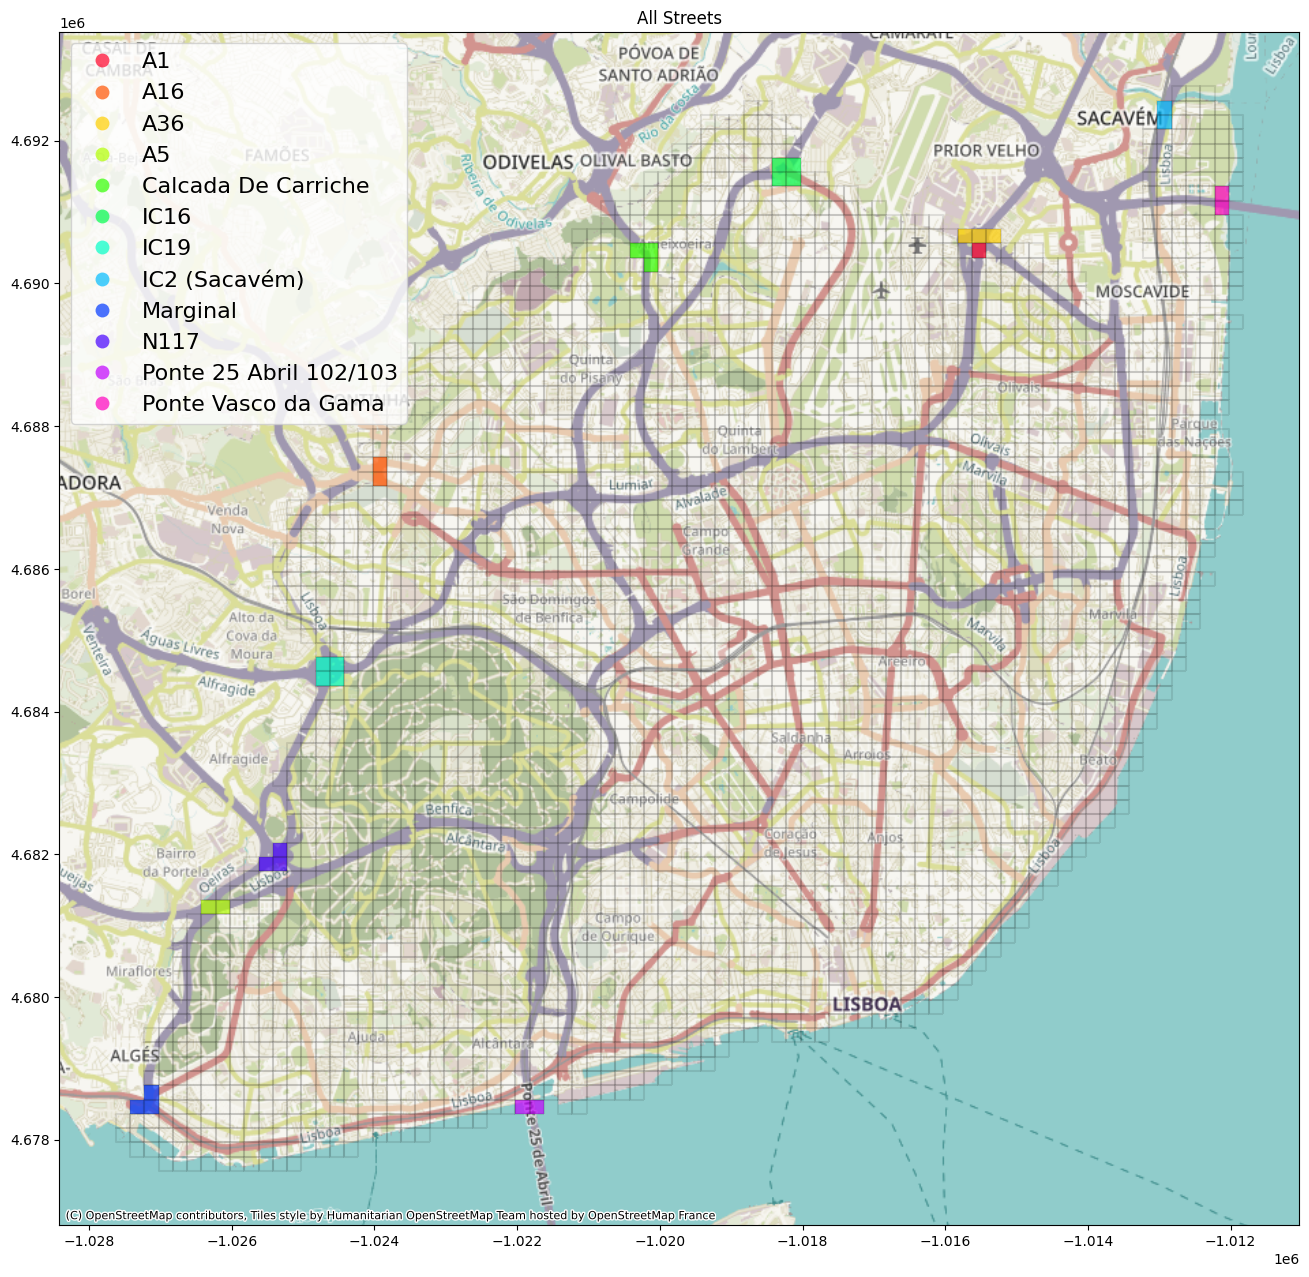 All Streets
1e6
A1
A16
A36
A5
Calcada De Carriche
IC16
IC19
IC2 (Sacavém)
Marginal
N117
Ponte 25 Abril 102/103
Ponte Vasco da Gama
CASAL DE
CAMBRA
FAMÕES
PÓVOA DE
SANTO ADRIÃO
CAMARATE
Lisboa
Rio da Costa
SACAVÉM
ODIVELAS
OLIVAL BASTO
PRIOR VELHO
Lisboa
Ribeira de Odivelas
MOSCAVIDE
Quinta
do Pisany
Olivais
Quinta
do Lambert
Parque
das Nações
Olivais
Marvila
Lumiar
Alvalade
ADORA
Venda
Nova
Campo
Grande
Borel
Lisboa
São Domingos
de Benfica
Lisboa
Marvila
Alto da
Cova da
Moura
Venteira
Águas Livres
Marvila
Areeiro
Alfragide
Saldanha
Arroios
Alfragide
Beato
Campolide
Benfica
Alcântara
Coração
de Jesus
Anjos
Bairro
da Portela
Oeiras
Lisboa
Lisboa
Campo
de Ourique
Miraflores
LISBOA
Ajuda
Alcântara
ALGÉS
Lisboa
Lisboa
Ponte 25 de Abril
(C) OpenStreetMap contributors, Tiles style by Humanitarian OpenStreetMap Team hosted by OpenStreetMap France
4.692
4.690
4.688
4.686
4.684
4.682
4.680
4.678
−1.028
−1.026
−1.024
−1.022
−1.020
−1.018
−1.016
−1.014
−1.012
1e6